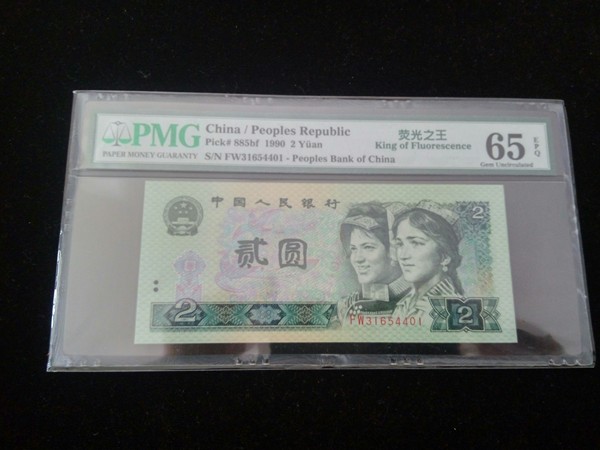 PMG
PAPER MONEY GUARANTY
China / Peoples Republic
Pick# 885bf 1990 2 Yüan
S/N FW31654401 - Peoples Bank of China
荧光之王
King of Fluorescence
65 EPQ
Gem Uncirculated
中国人民银行
2
贰圆
2
FW31654401
2